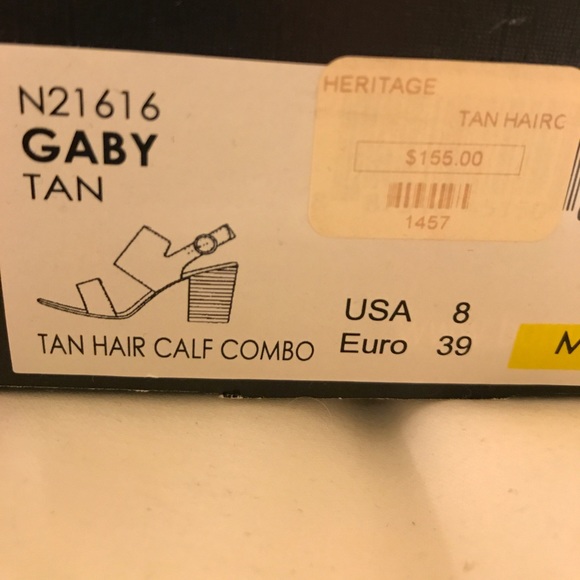 N21616
GABY
TAN
HERITAGE
TAN HAIRC
$155.00
1457
TAN HAIR CALF COMBO
USA 8
Euro 39
M